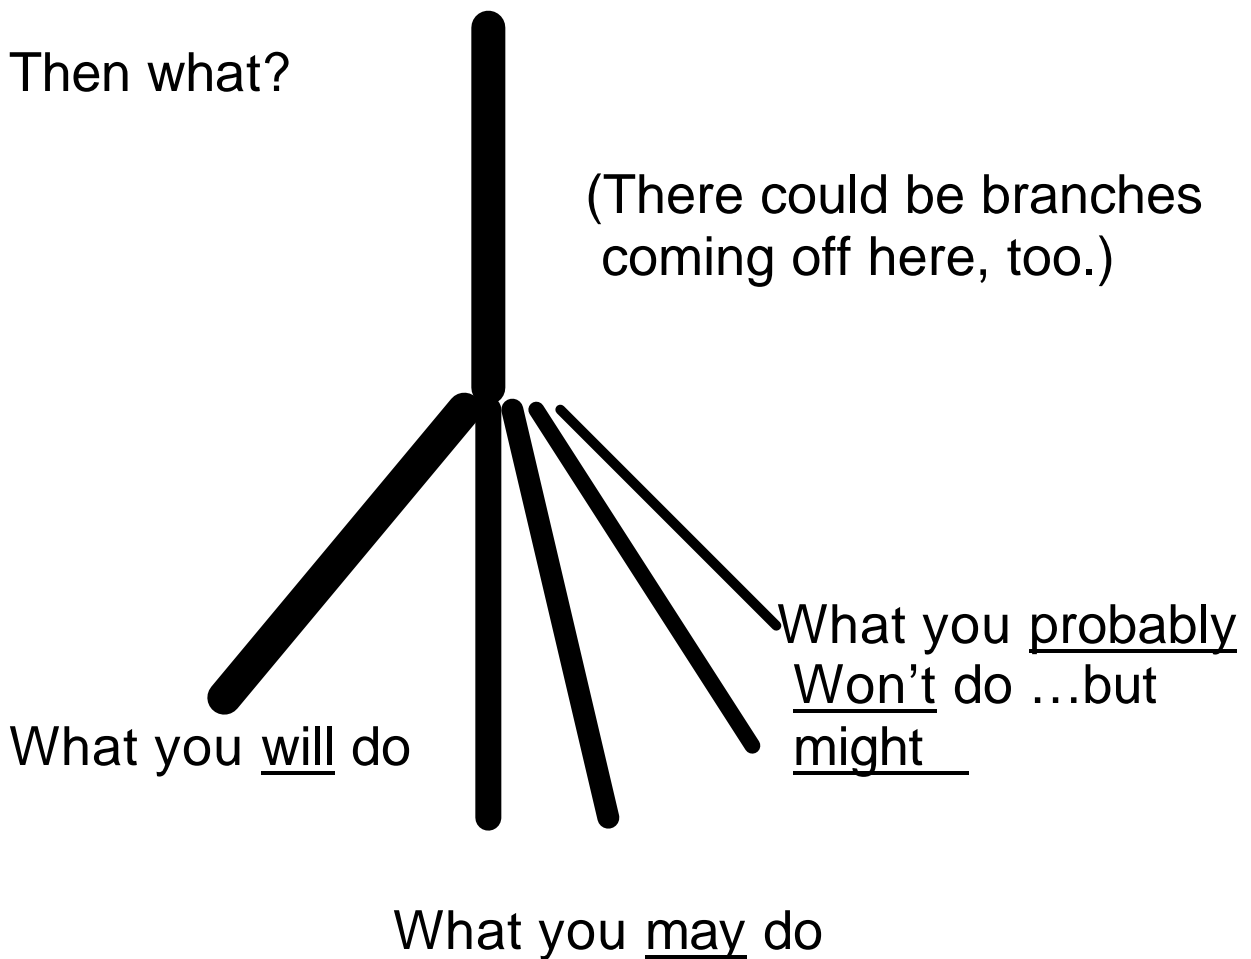 Then what?
(There could be branches
coming off here, too.)
What you probably
Won’t do …but
might
What you will do
What you may do